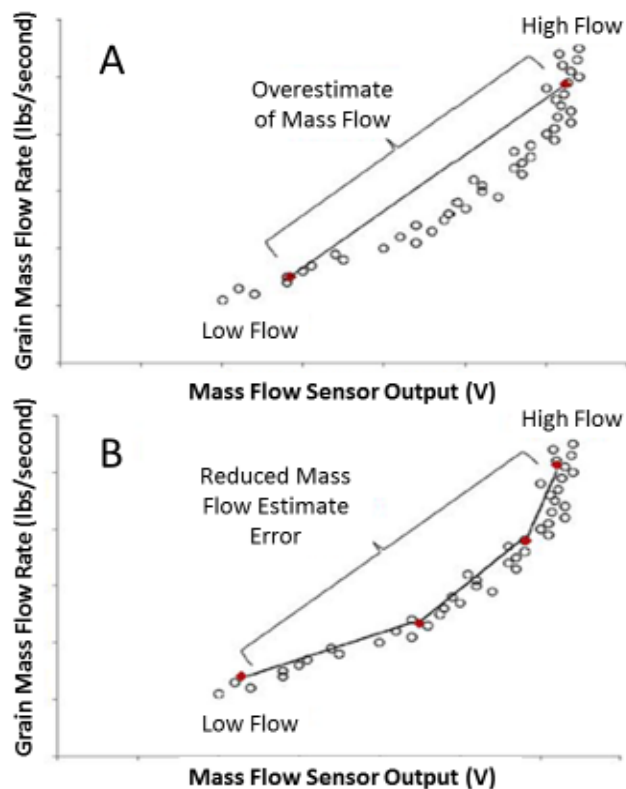 High Flow
A
Overestimate
of Mass Flow
Grain Mass Flow Rate (lbs/second)
Low Flow
Mass Flow Sensor Output (V)
High Flow
B
Reduced Mass
Flow Estimate
Error
Grain Mass Flow Rate (lbs/second)
Low Flow
Mass Flow Sensor Output (V)